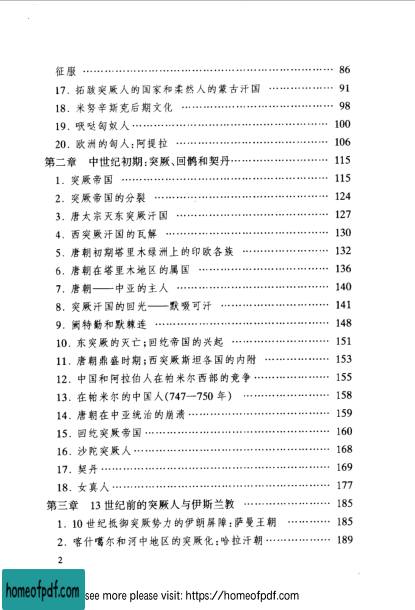 征服 …… 86
17. 拓跋突厥人的国家和柔然人的蒙古汗国 …… 91
18. 米努辛斯克后期文化 …… 98
19. 哒哒匈奴人 …… 100
20. 欧洲的匈人:阿提拉 …… 106
第二章 中世纪初期:突厥、回鹘和契丹 …… 115
1. 突厥帝国 …… 115
2. 突厥帝国的分裂 …… 124
3. 唐太宗灭东突厥汗国 …… 127
4. 西突厥汗国的瓦解 …… 130
5. 唐朝初期塔里木绿洲上的印欧各族 …… 132
6. 唐朝在塔里木地区的属国 …… 136
7. 唐朝——中亚的主人 …… 140
8. 突厥汗国的回光——默啜可汗 …… 141
9. 阙特勤和默棘连 …… 148
10. 东突厥的灭亡;回纥帝国的兴起 …… 151
11. 唐朝鼎盛时期;西突厥斯坦各国的内附 …… 153
12. 中国和阿拉伯人在帕米尔西部的竞争 …… 155
13. 在帕米尔的中国人(747—750年) …… 158
14. 唐朝在中亚统治的崩溃 …… 159
15. 回纥突厥帝国 …… 160
16. 沙陀突厥人 …… 168
17. 契丹 …… 169
18. 女真人 …… 177
第三章 13世纪前的突厥人与伊斯兰教 …… 185
1. 10世纪抵御突厥势力的伊朗屏障:萨曼王朝 …… 185
2. 喀什噶尔和河中地区的突厥化:哈拉汗朝 …… 189
2
homeofpdf.com see more please visit: https://homeofpdf.com